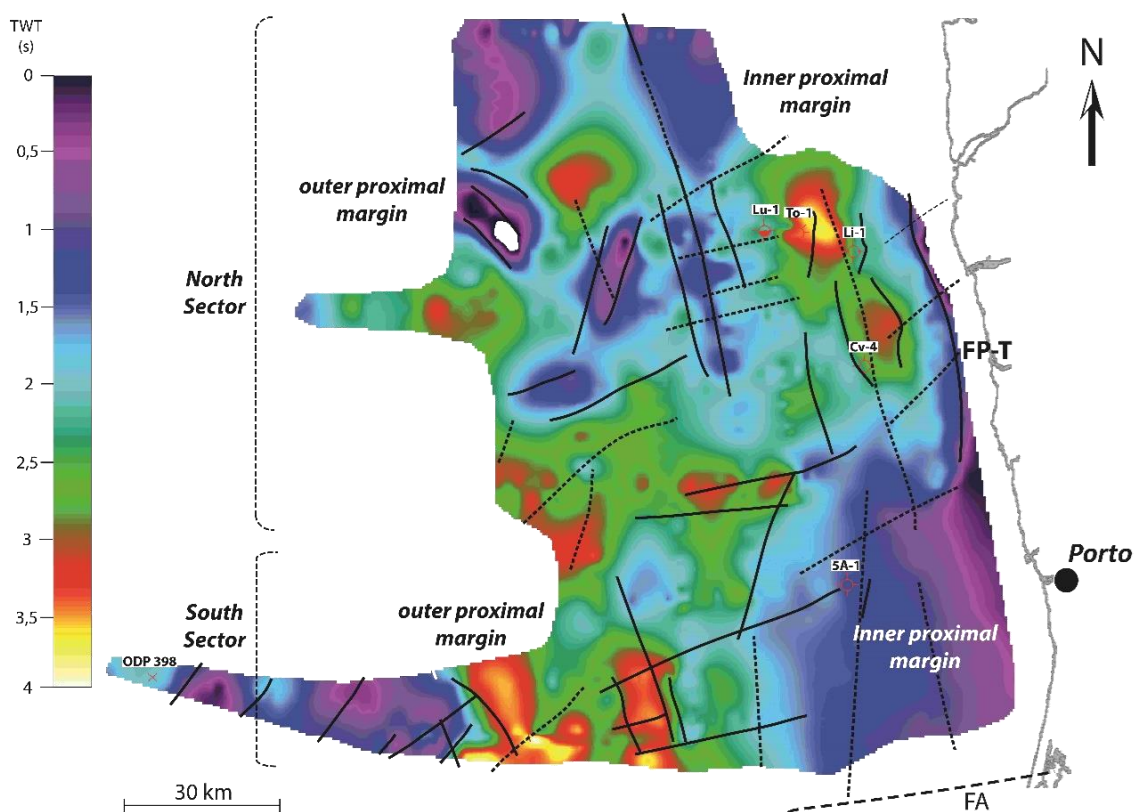 TWT
(s)
0
0,5
1
1,5
2
2,5
3
3,5
4
N
Inner proximal
margin
outer proximal
margin
Lu-1
To-1
Li-1
North
Sector
Cv-4
FP-T
5A-1
Porto
South
Sector
outer proximal
margin
Inner proximal
margin
ODP 398
30 km
FA